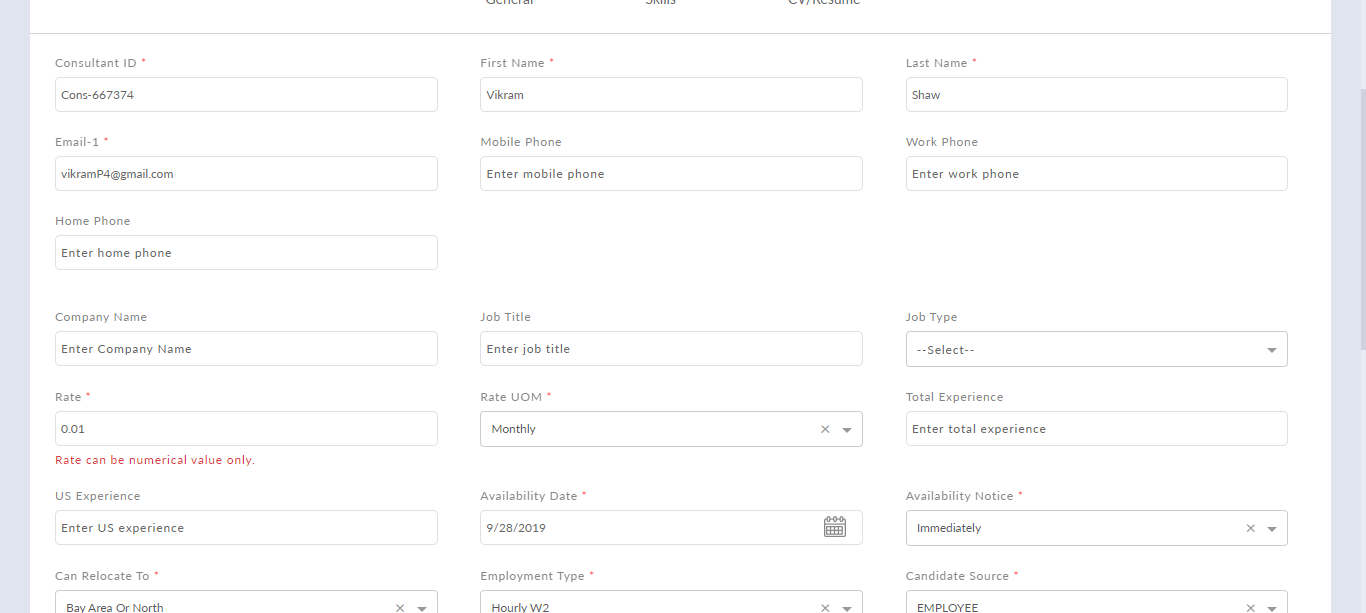 General Skills CV/Resume
Consultant ID * First Name * Last Name *
Cons-667374 Vikram Shaw
Email-1 * Mobile Phone Work Phone
vikramP4@gmail.com Enter mobile phone Enter work phone
Home Phone
Enter home phone
Company Name Job Title Job Type
Enter Company Name Enter job title --Select--
Rate * Rate UOM * Total Experience
0.01 Monthly Enter total experience
Rate can be numerical value only.
US Experience Availability Date * Availability Notice *
Enter US experience 9/28/2019 Immediately
Can Relocate To * Employment Type * Candidate Source *
Bay Area Or North Hourly W2 EMPLOYEE